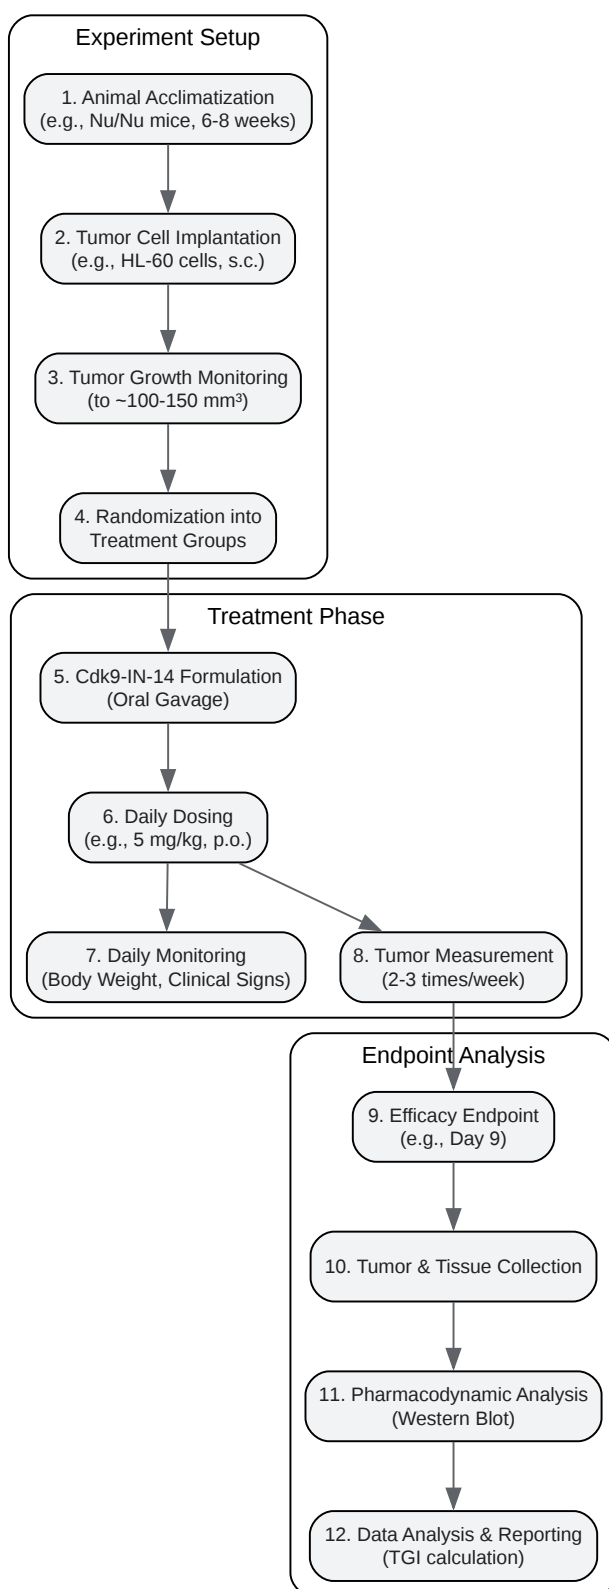 Experiment Setup
1. Animal Acclimatization
(e.g., Nu/Nu mice, 6-8 weeks)
2. Tumor Cell Implantation
(e.g., HL-60 cells, s.c.)
3. Tumor Growth Monitoring
(to ~100-150 mm³)
4. Randomization into
Treatment Groups
Treatment Phase
5. Cdk9-IN-14 Formulation
(Oral Gavage)
6. Daily Dosing
(e.g., 5 mg/kg, p.o.)
7. Daily Monitoring
(Body Weight, Clinical Signs)
8. Tumor Measurement
(2-3 times/week)
Endpoint Analysis
9. Efficacy Endpoint
(e.g., Day 9)
10. Tumor & Tissue Collection
11. Pharmacodynamic Analysis
(Western Blot)
12. Data Analysis & Reporting
(TGI calculation)